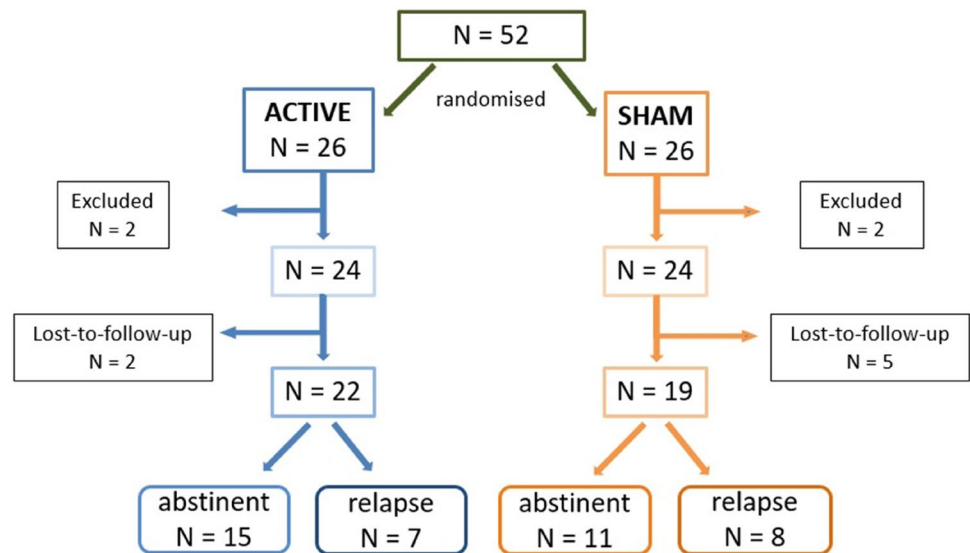 N = 52
randomised
ACTIVE
N = 26
SHAM
N = 26
Excluded
N = 2
Excluded
N = 2
N = 24
N = 24
Lost-to-follow-up
N = 2
Lost-to-follow-up
N = 5
N = 22
N = 19
abstinent
N = 15
relapse
N = 7
abstinent
N = 11
relapse
N = 8